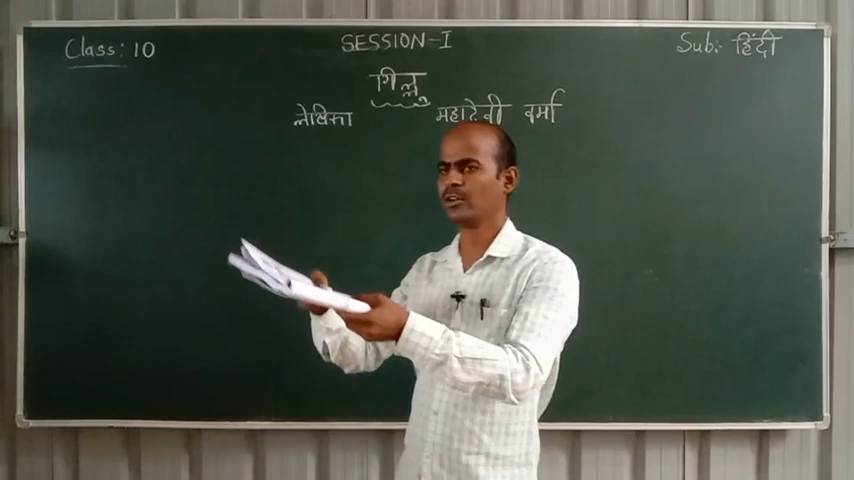 Class: 10 SESSION-I Sub:- हिंदी
गिल्लू
लेखिका महादेवी वर्मा